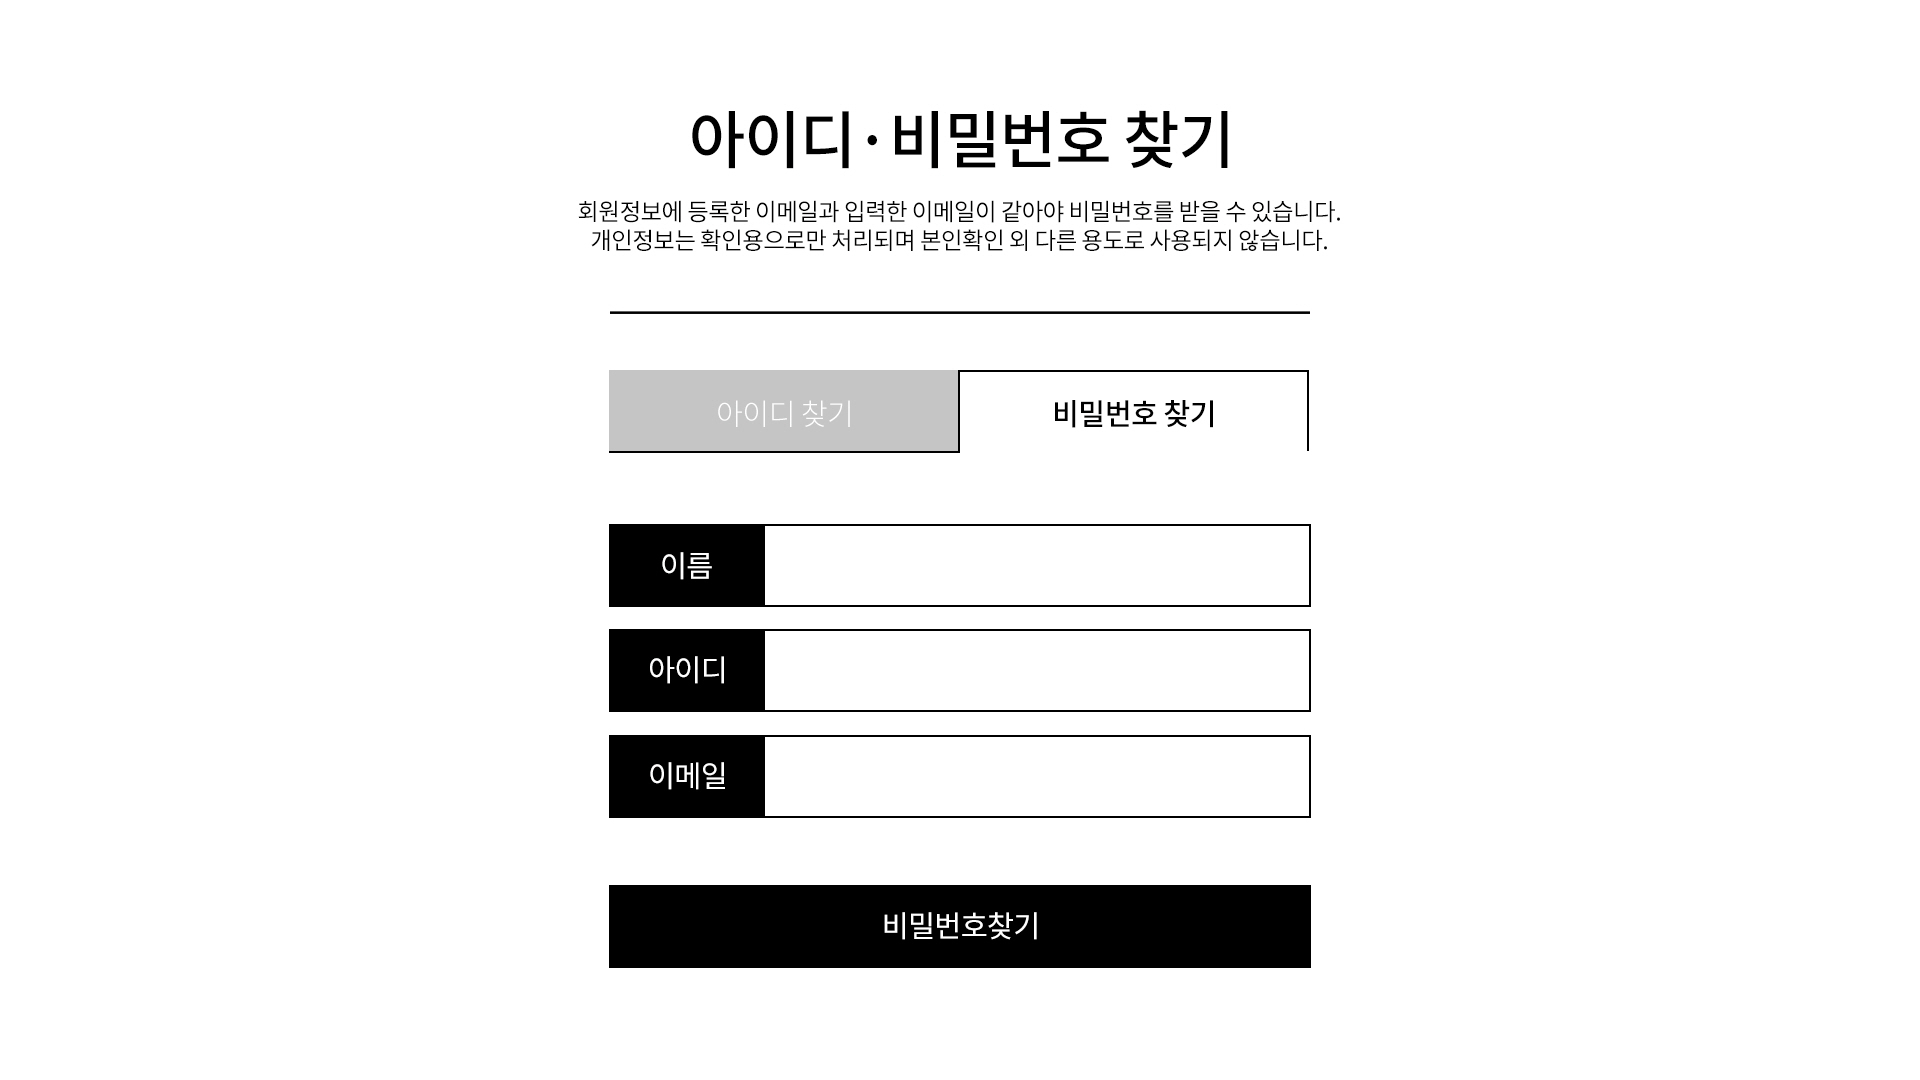 아이디·비밀번호 찾기
회원정보에 등록한 이메일과 입력한 이메일이 같아야 비밀번호를 받을 수 있습니다.
개인정보는 확인용으로만 처리되며 본인확인 외 다른 용도로 사용되지 않습니다.
아이디 찾기
비밀번호 찾기
이름
아이디
이메일
비밀번호찾기